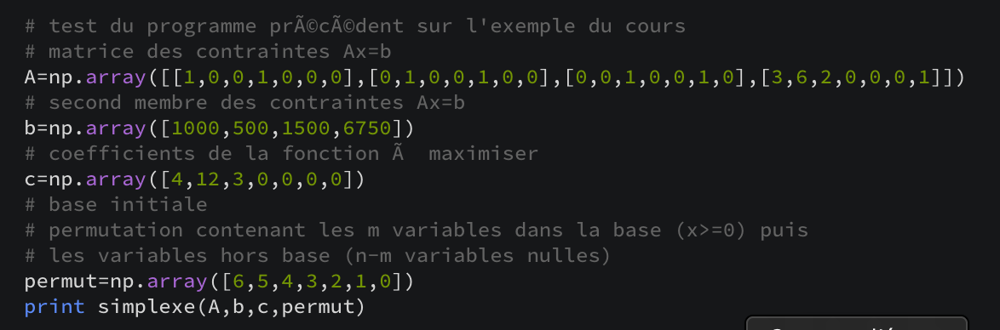 # test du programme prÃ©cÃ©dent sur l'exemple du cours
# matrice des contraintes Ax=b
A=np.array([[1,0,0,1,0,0,0],[0,1,0,0,1,0,0],[0,0,1,0,0,1,0],[3,6,2,0,0,0,1]])
# second membre des contraintes Ax=b
b=np.array([1000,500,1500,6750])
# coefficients de la fonction Ã  maximiser
c=np.array([4,12,3,0,0,0,0])
# base initiale
# permutation contenant les m variables dans la base (x>=0) puis
# les variables hors base (n-m variables nulles)
permut=np.array([6,5,4,3,2,1,0])
print simplexe(A,b,c,permut)